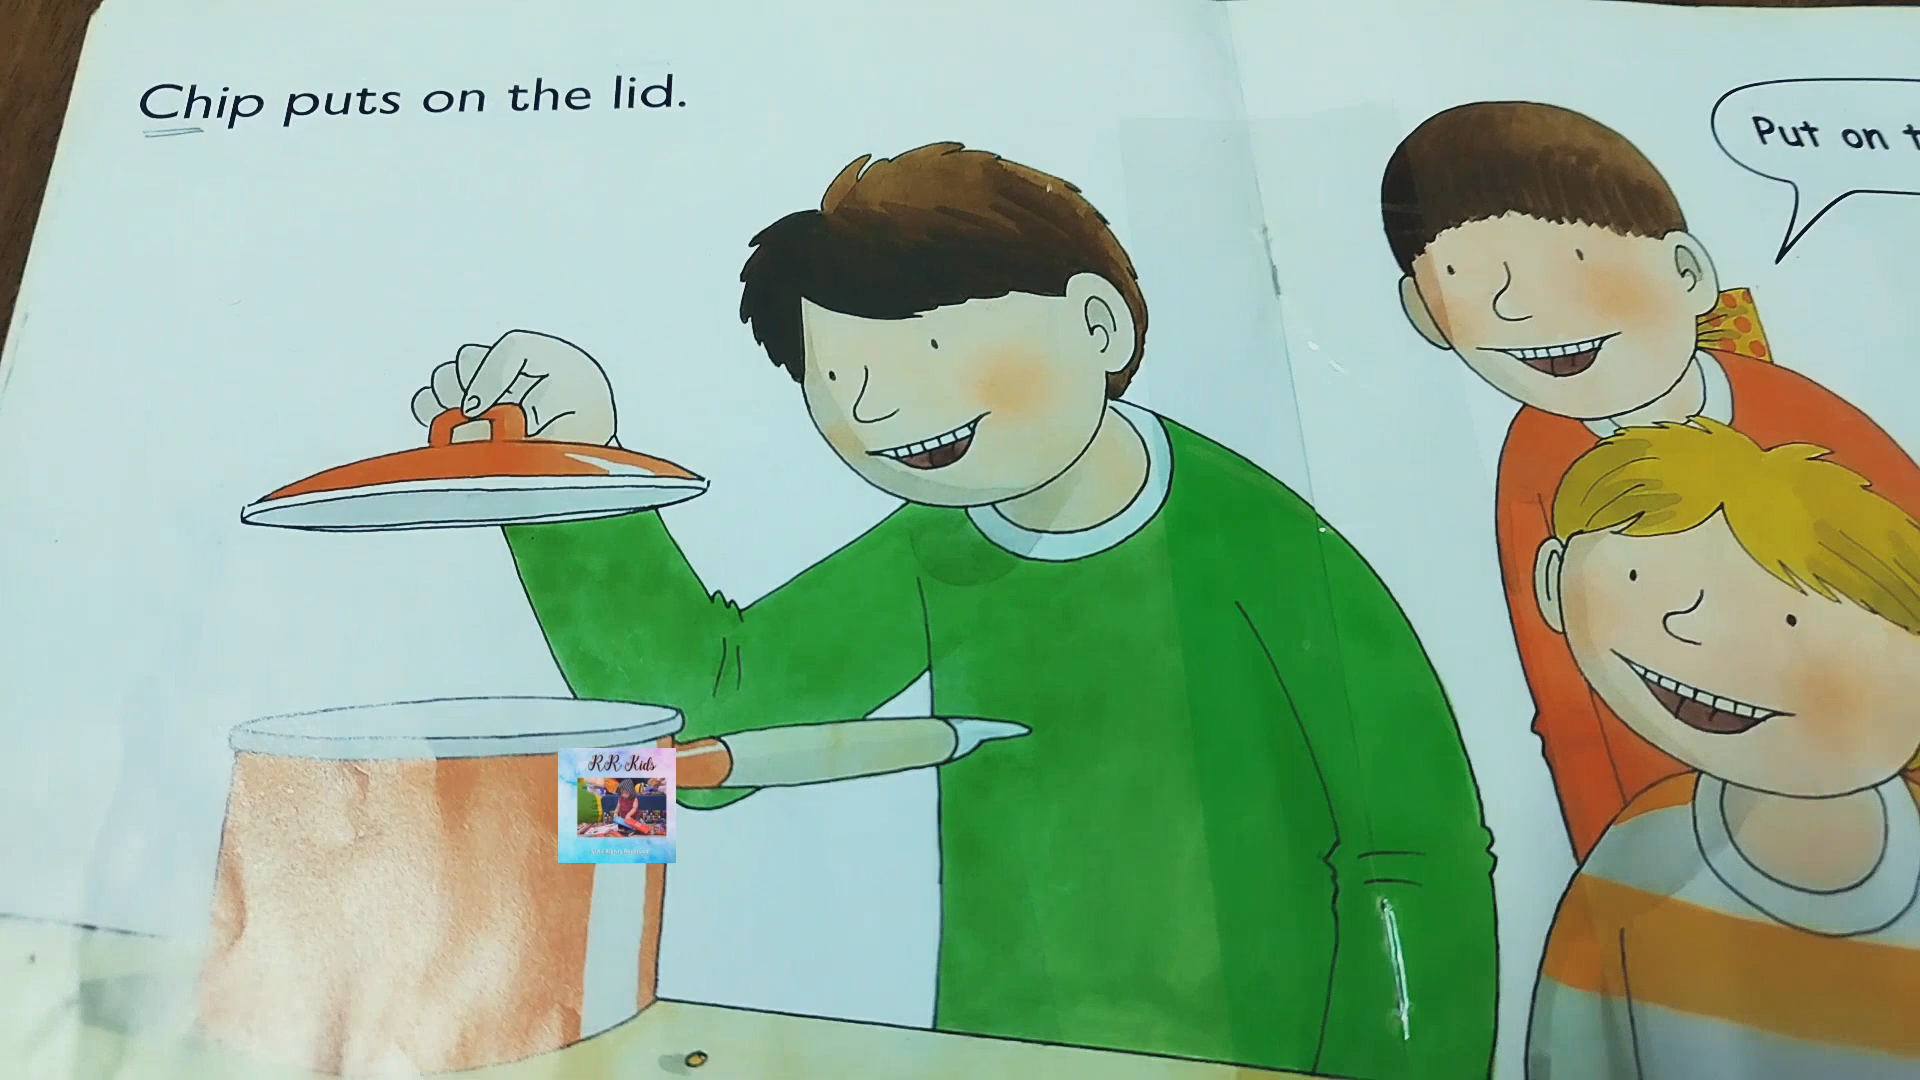 Chip puts on the lid.
Put on t
RR Kids